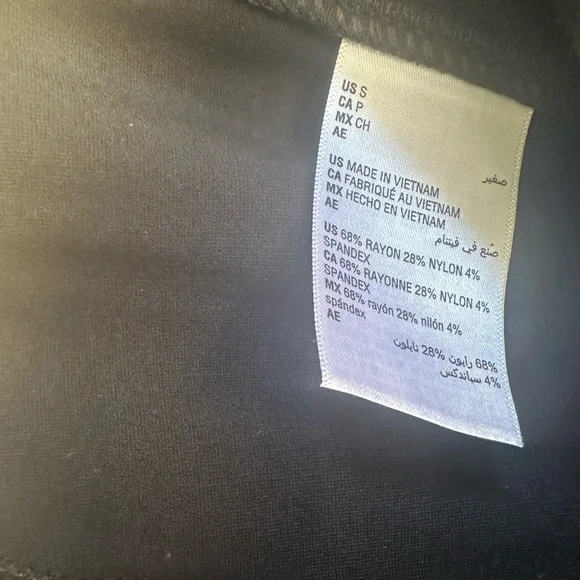 US S
CA P
MX CH
AE
صغير
US MADE IN VIETNAM
CA FABRIQUÉ AU VIETNAM
MX HECHO EN VIETNAM
AE
صُنع في فيتنام
US 68% RAYON 28% NYLON 4%
SPANDEX
CA 68% RAYONNE 28% NYLON 4%
SPANDEX
MX 68% rayón 28% nilón 4%
spándex
AE
68% رايون 28% نايلون
4% سباندكس